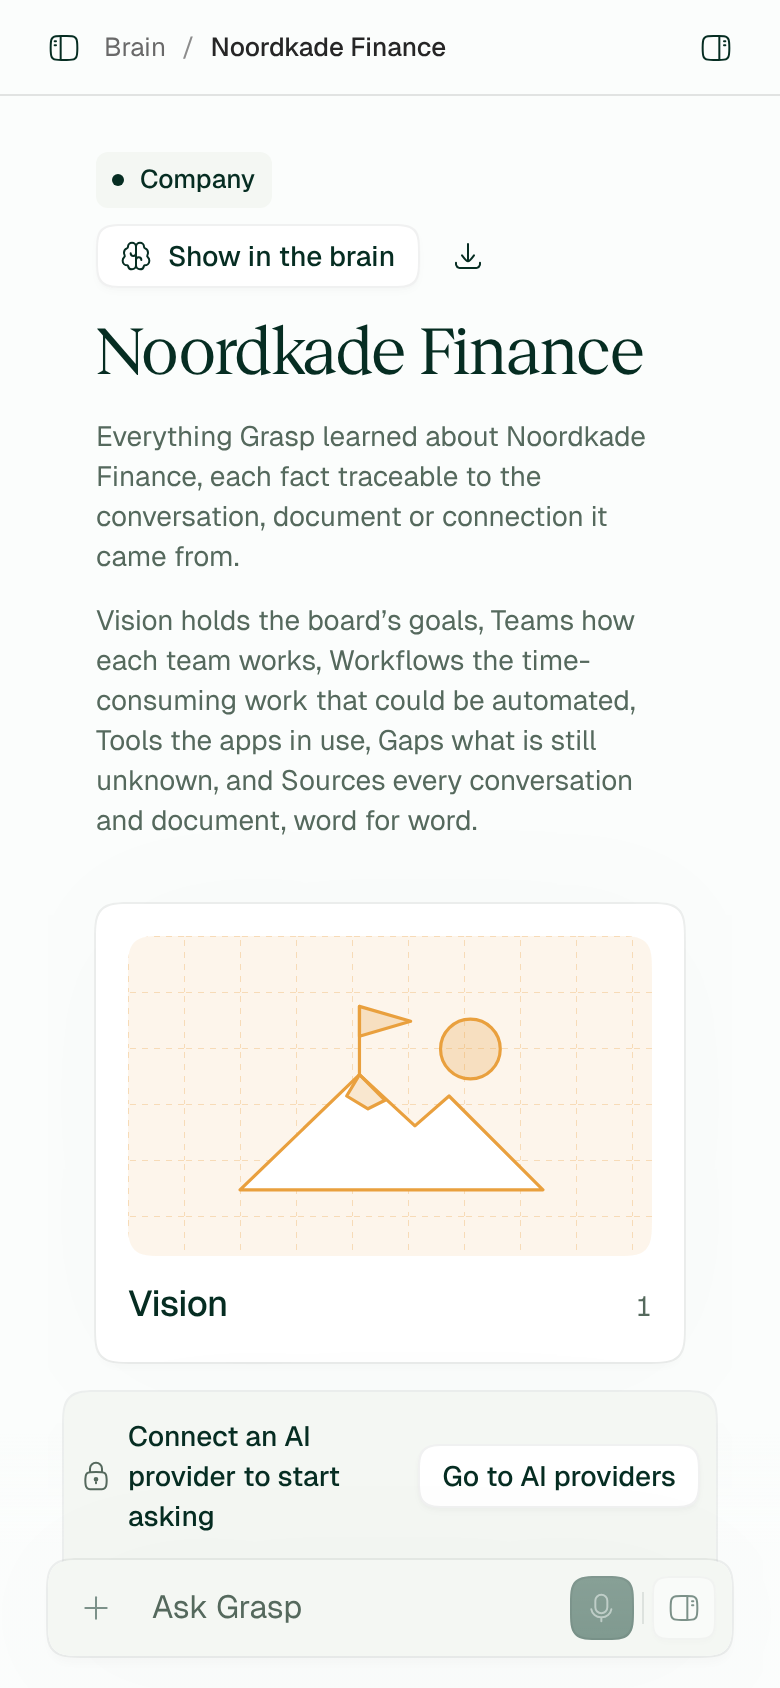 Brain / Noordkade Finance
Company
Show in the brain
Noordkade Finance
Everything Grasp learned about Noordkade
Finance, each fact traceable to the
conversation, document or connection it
came from.
Vision holds the board’s goals, Teams how
each team works, Workflows the time-
consuming work that could be automated,
Tools the apps in use, Gaps what is still
unknown, and Sources every conversation
and document, word for word.
Vision 1
Connect an AI
provider to start
asking
Go to AI providers
Ask Grasp